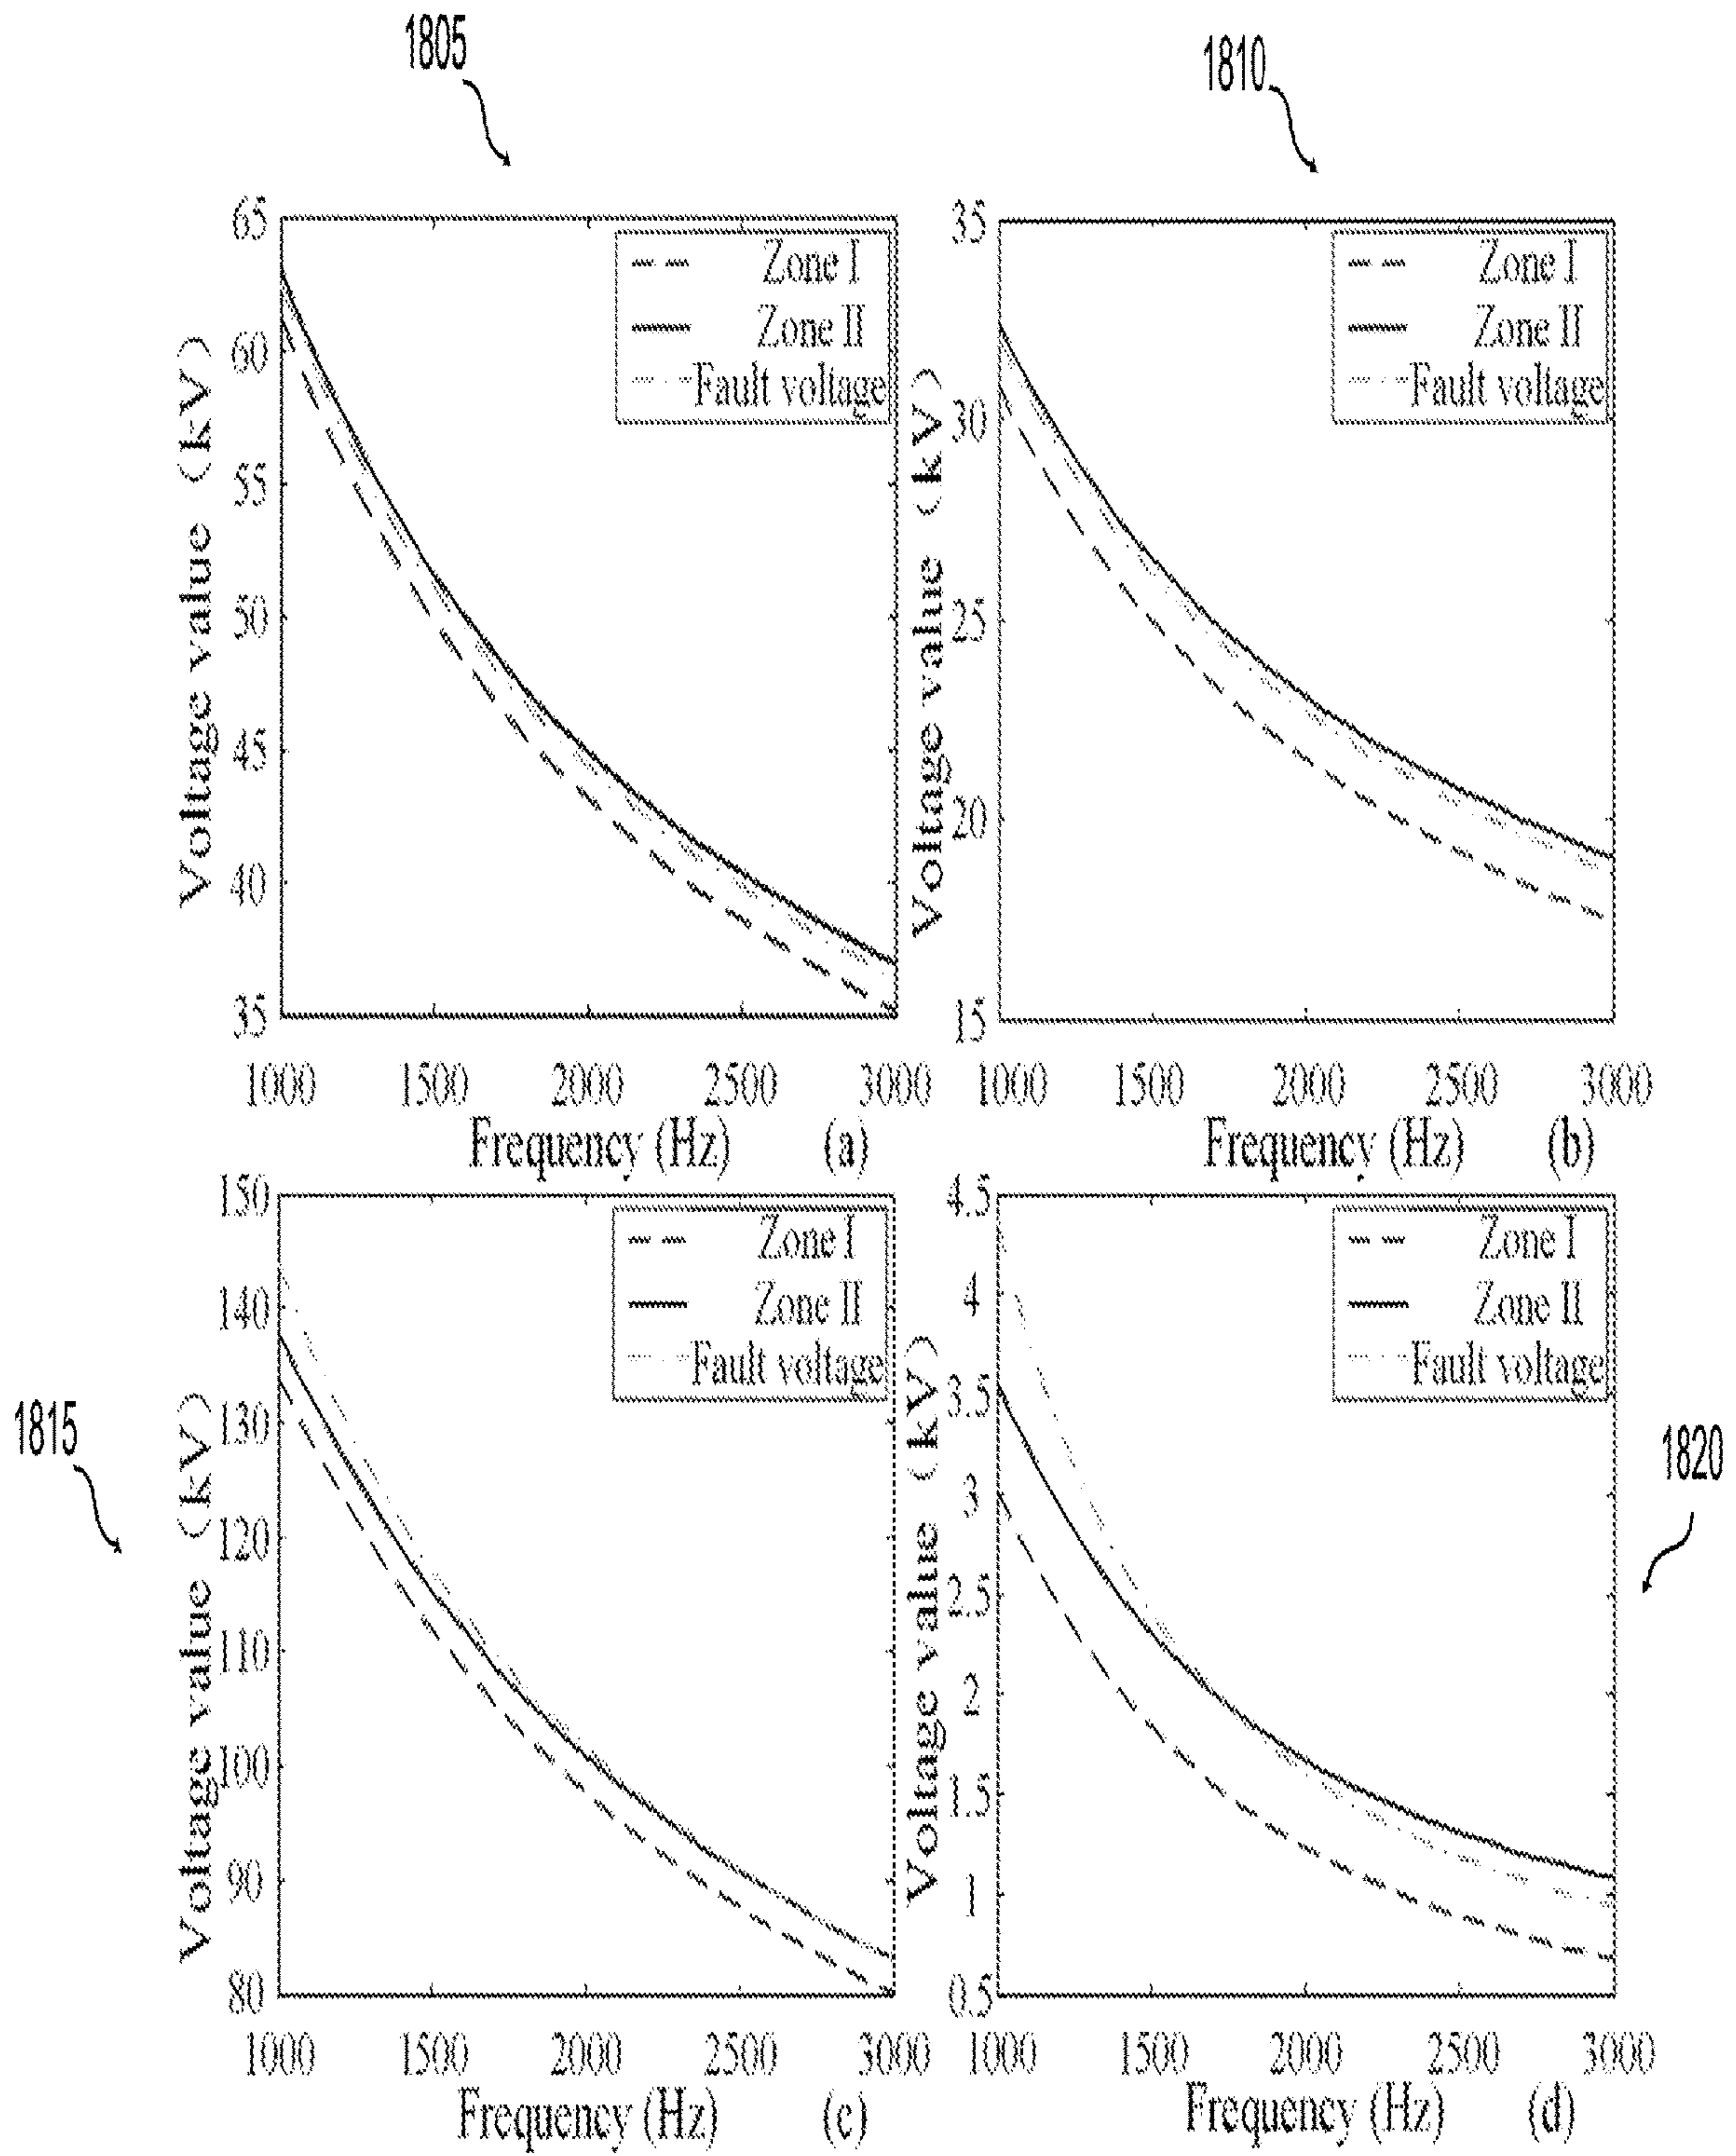 1805
1810
65
60
55
50
45
40
35
Voltage value (kV)
Zone I
Zone II
Fault voltage
1000 1500 2000 2500 3000
Frequency (Hz) (a)
35
30
25
20
15
Voltage value (kV)
Zone I
Zone II
Fault voltage
1000 1500 2000 2500 3000
Frequency (Hz) (b)
1815
150
140
130
120
110
100
90
80
Voltage value (kV)
Zone I
Zone II
Fault voltage
1000 1500 2000 2500 3000
Frequency (Hz) (c)
4.5
4
3.5
3
2.5
2
1.5
1
0.5
Voltage value (kV)
Zone I
Zone II
Fault voltage
1000 1500 2000 2500 3000
Frequency (Hz) (d)
1820